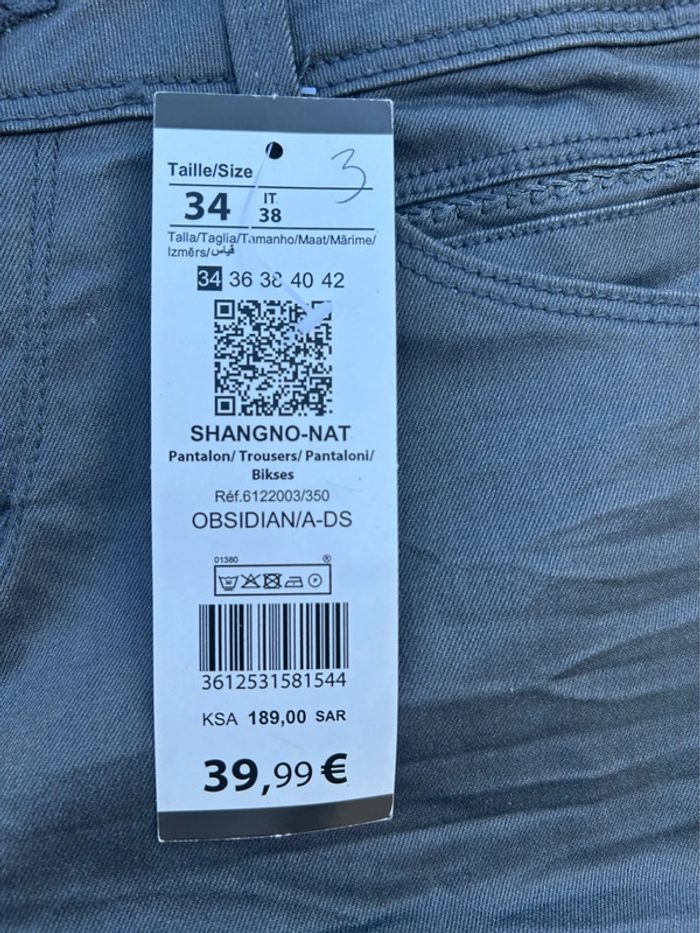 3
Taille/Size
34 IT 38
Talla/Taglia/Tamanho/Maat/Mărime/
Izmērs/قياس
34 36 38 40 42
SHANGNO-NAT
Pantalon/ Trousers/ Pantaloni/
Bikses
Réf.6122003/350
OBSIDIAN/A-DS
01380 ®
3612531581544
KSA 189,00 SAR
39,99 €